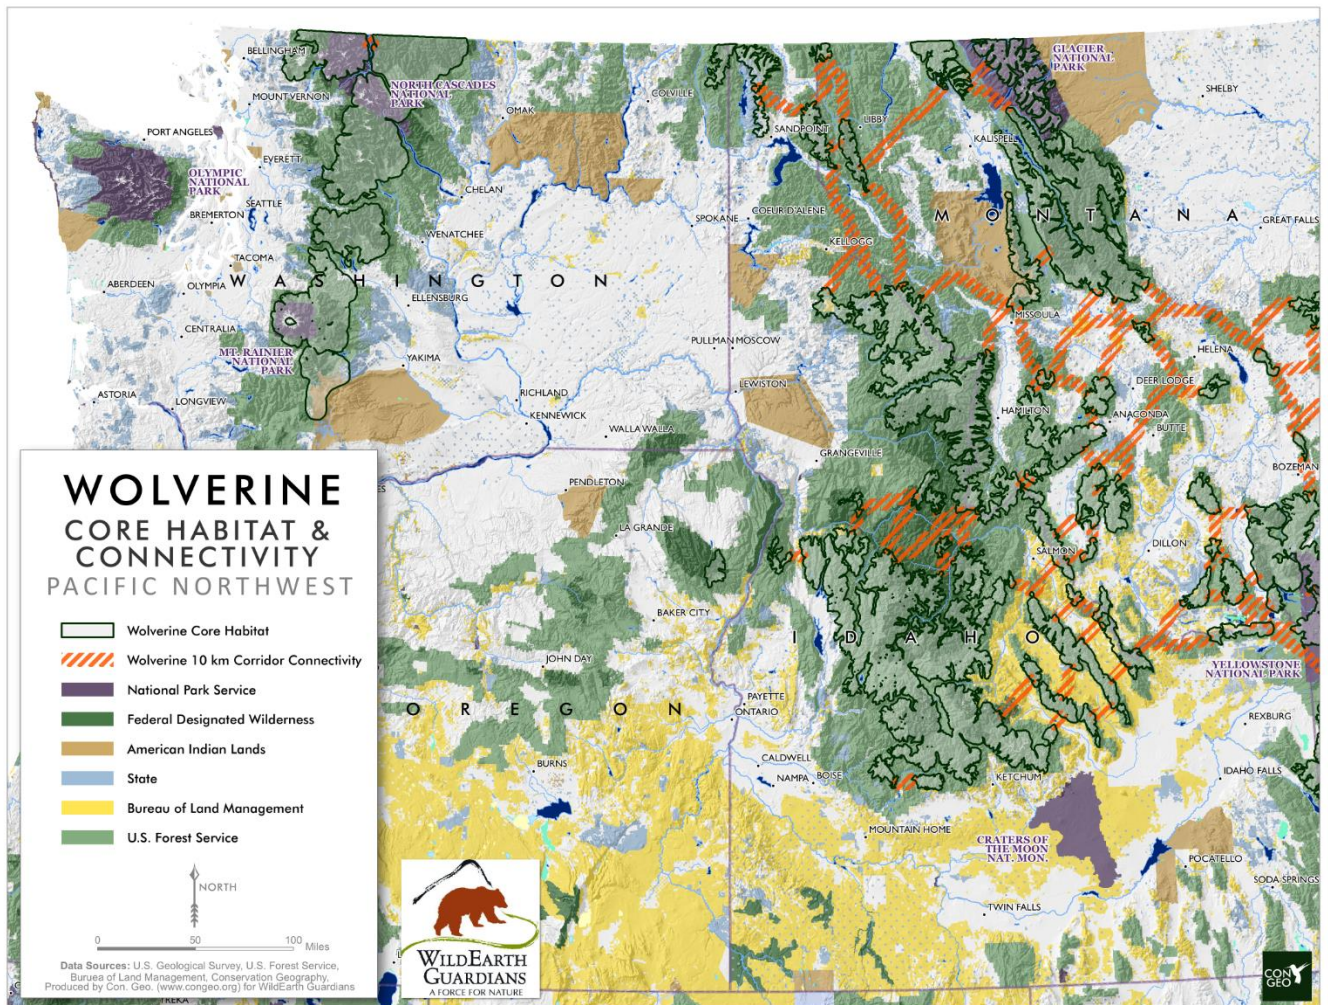 BELLINGHAM
NORTH CASCADES
NATIONAL
PARK
MOUNT VERNON
OMAK
COLVILLE
SANDPOINT
LIBBY
GLACIER
NATIONAL
PARK
SHELBY
KALISPELL
PORT ANGELES
EVERETT
OLYMPIC
NATIONAL
PARK
SEATTLE
BREMERTON
CHELAN
SPOKANE
COEUR D'ALENE
MONTANA
GREAT FALLS
WENATCHEE
KELLOGG
TACOMA
ABERDEEN
OLYMPIA
WASHINGTON
ELLENSBURG
MISSOULA
CENTRALIA
MT. RAINIER
NATIONAL
PARK
YAKIMA
PULLMAN
MOSCOW
HELENA
DEER LODGE
ASTORIA
LONGVIEW
RICHLAND
KENNEWICK
WALLA WALLA
LEWISTON
HAMILTON
ANACONDA
BUTTE
GRANGEVILLE
BOZEMAN
PENDLETON
LA GRANDE
SALMON
DILLON
BAKER CITY
IDAHO
JOHN DAY
YELLOWSTONE
NATIONAL PARK
OREGON
PAYETTE
ONTARIO
REXBURG
BURNS
CALDWELL
NAMPA
BOISE
KETCHUM
IDAHO FALLS
MOUNTAIN HOME
CRATERS OF
THE MOON
NAT. MON.
POCATELLO
SODA SPRINGS
TWIN FALLS
WOLVERINE
CORE HABITAT &
CONNECTIVITY
PACIFIC NORTHWEST
Wolverine Core Habitat
Wolverine 10 km Corridor Connectivity
National Park Service
Federal Designated Wilderness
American Indian Lands
State
Bureau of Land Management
U.S. Forest Service
NORTH
0 50 100 Miles
Data Sources: U.S. Geological Survey, U.S. Forest Service,
Buruea of Land Management, Conservation Geography,
Produced by Con. Geo. (www.congeo.org) for WildEarth Guardians
WILDEARTH
GUARDIANS
A FORCE FOR NATURE
CON
GEO